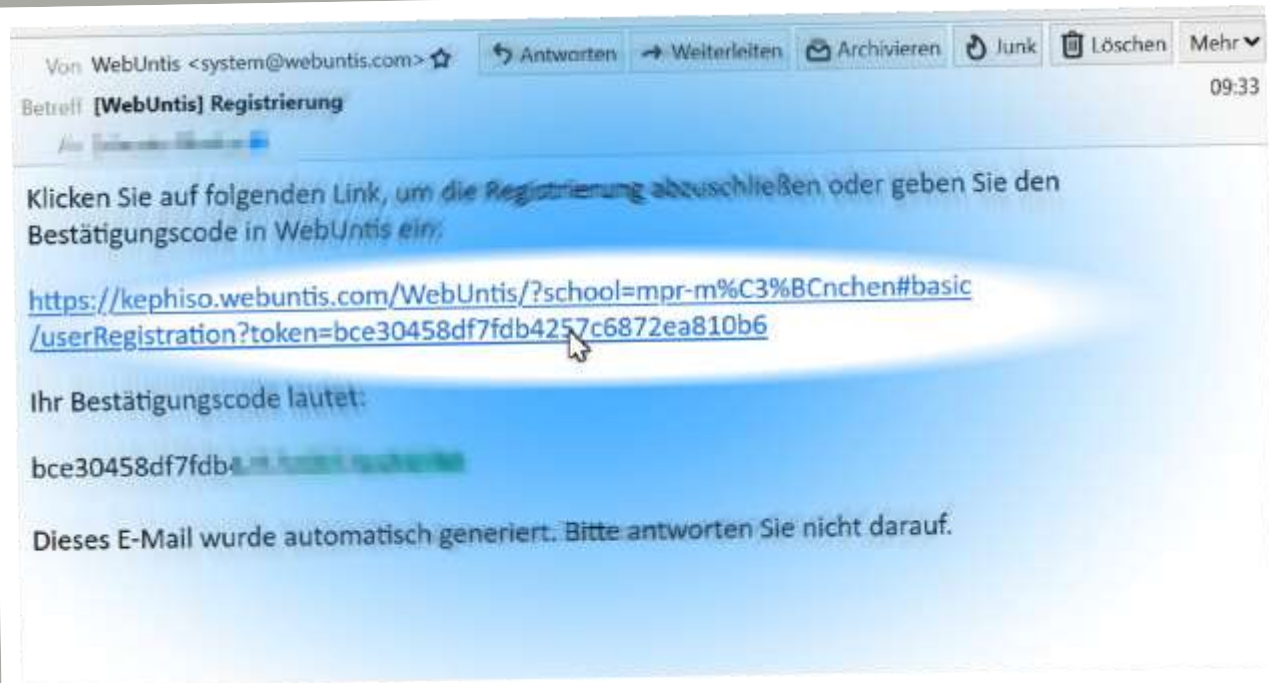 Von WebUntis <system@webuntis.com> Antworten Weiterleiten Archivieren Junk Löschen Mehr
Betreff [WebUntis] Registrierung 09:33
Klicken Sie auf folgenden Link, um die Registrierung abzuschließen oder geben Sie den
Bestätigungscode in WebUntis ein:
https://kephiso.webuntis.com/WebUntis/?school=mpr-m%C3%BCnchen#basic
/userRegistration?token=bce30458df7fdb4257c6872ea810b6
Ihr Bestätigungscode lautet:
bce30458df7fdb
Dieses E-Mail wurde automatisch generiert. Bitte antworten Sie nicht darauf.